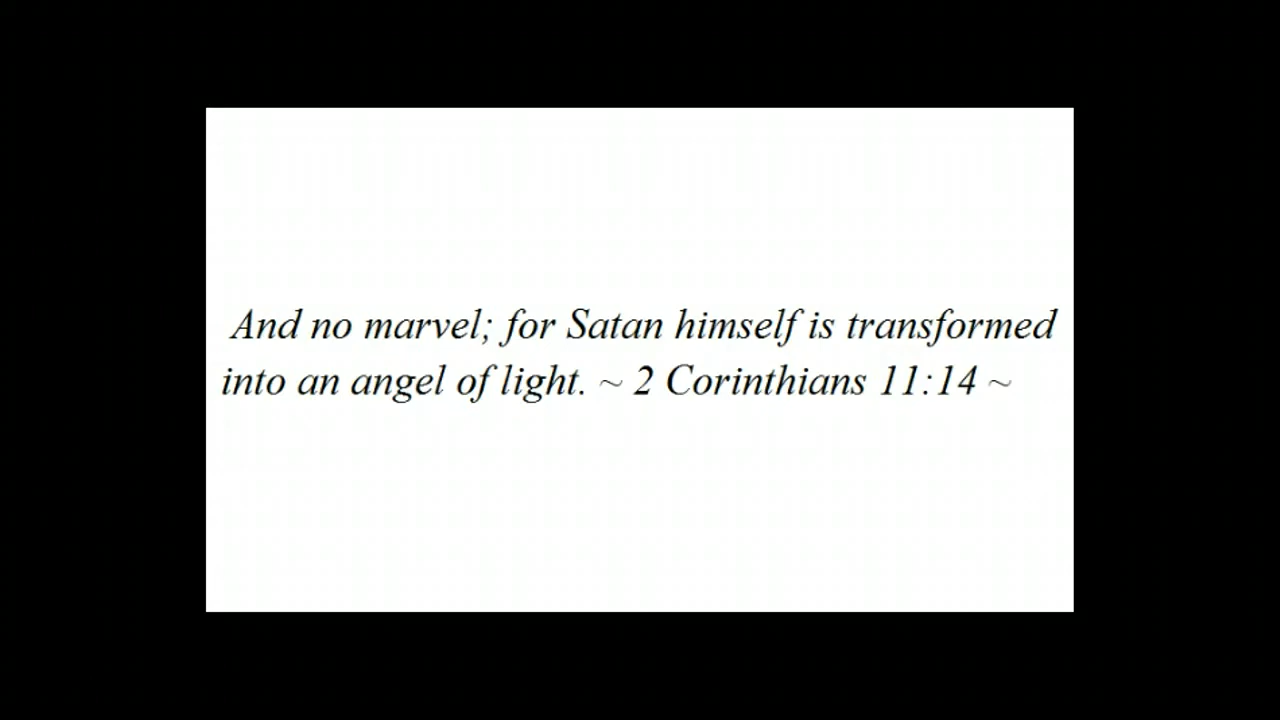 And no marvel; for Satan himself is transformed
into an angel of light. ~ 2 Corinthians 11:14 ~